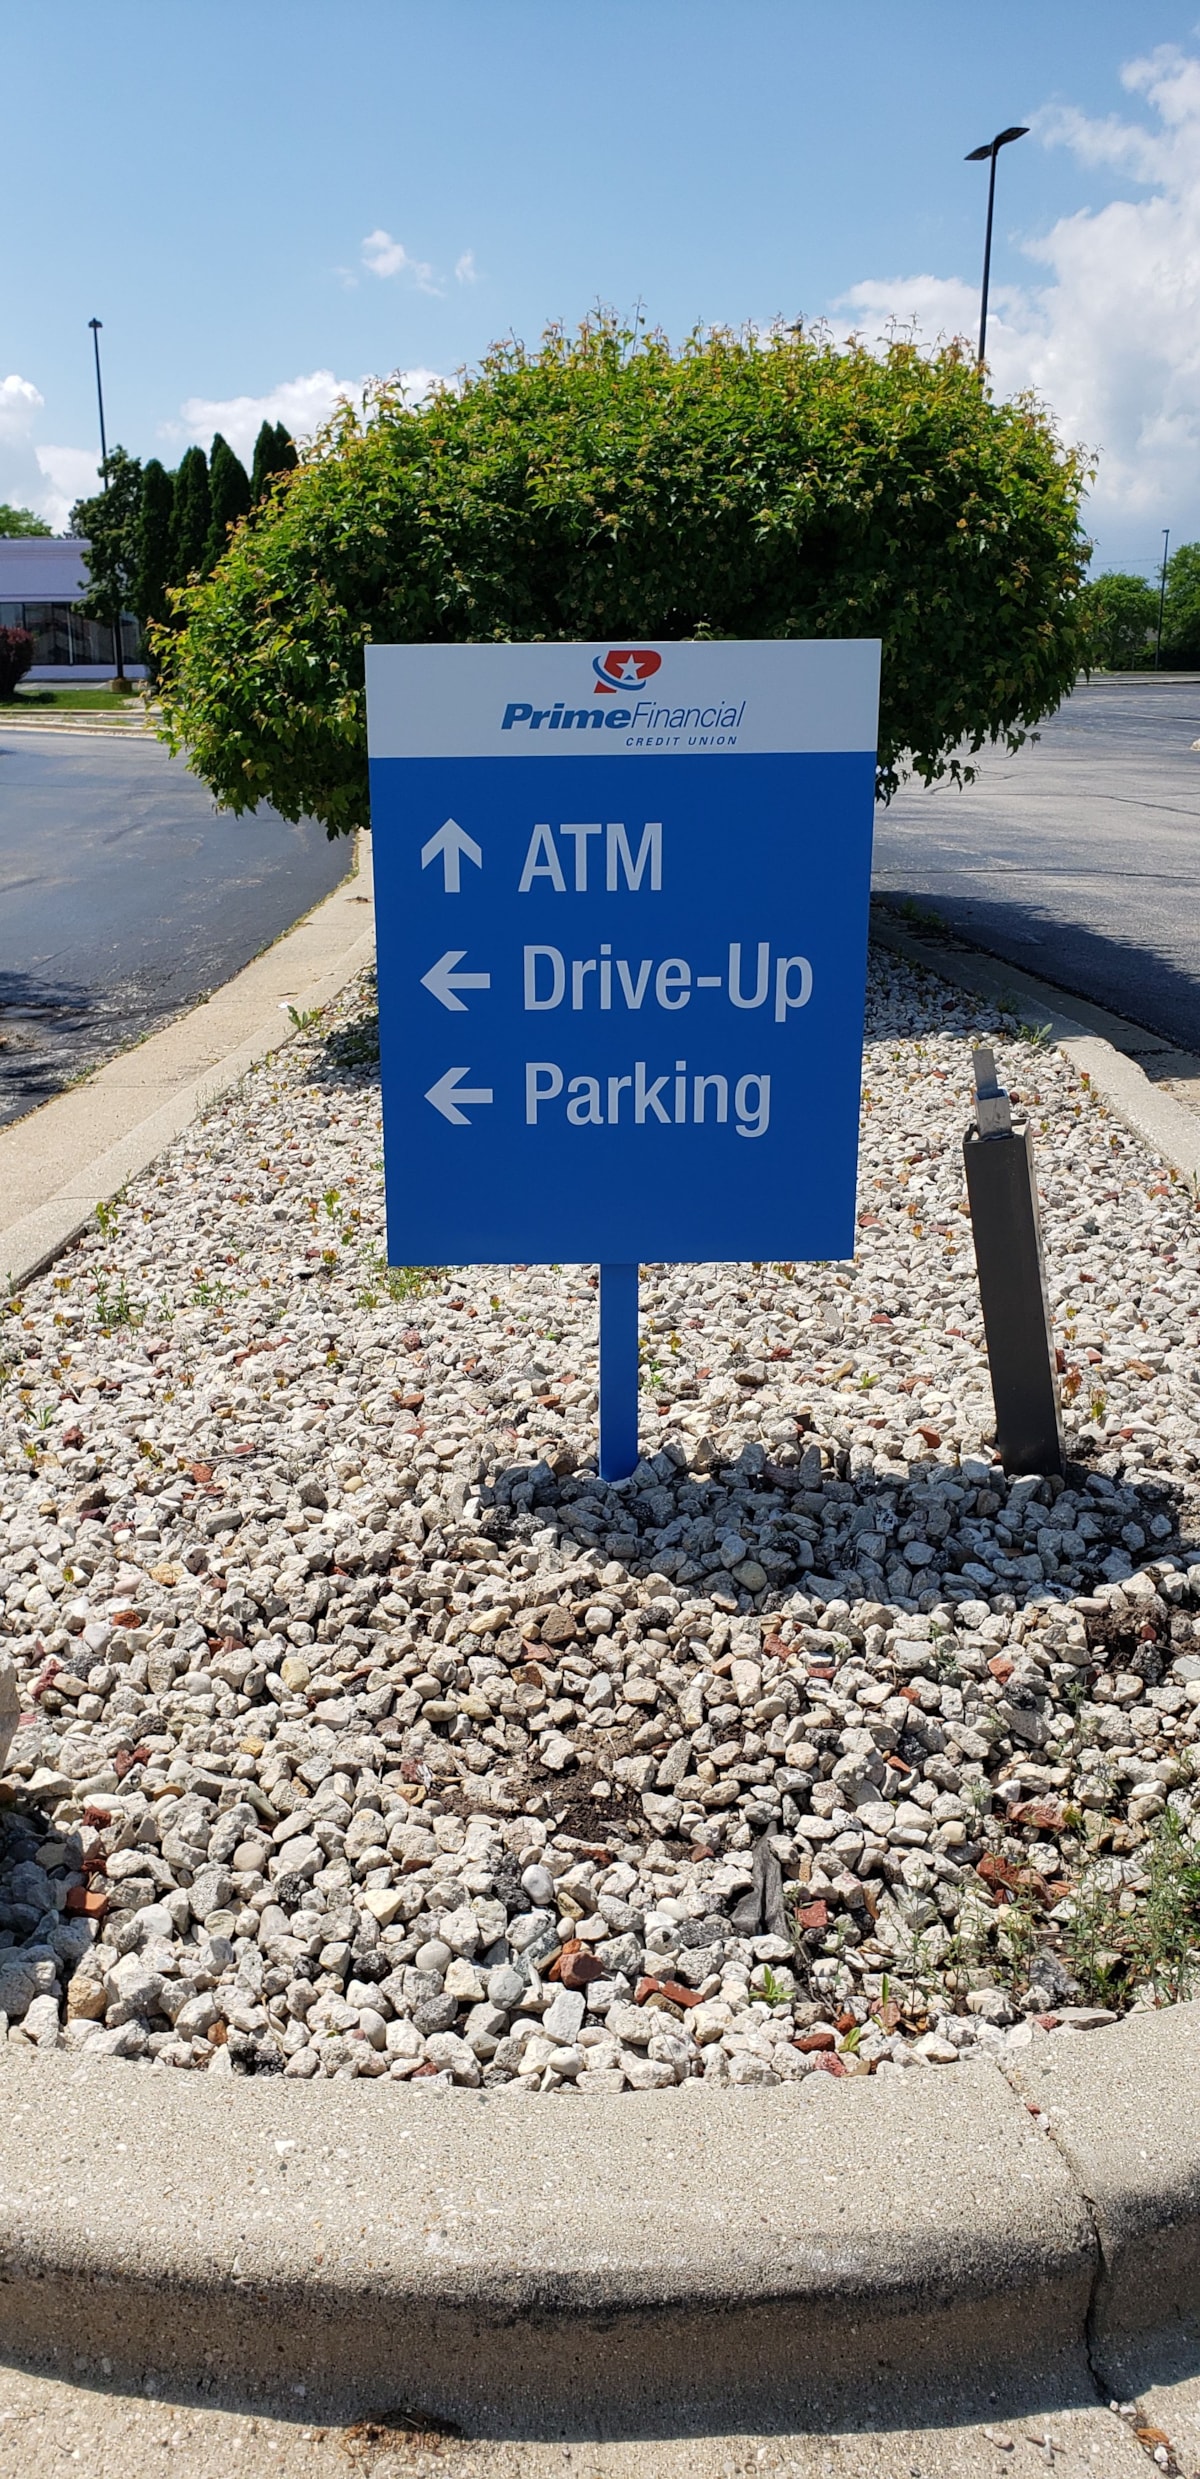 PrimeFinancial
CREDIT UNION
↑ ATM
← Drive-Up
← Parking